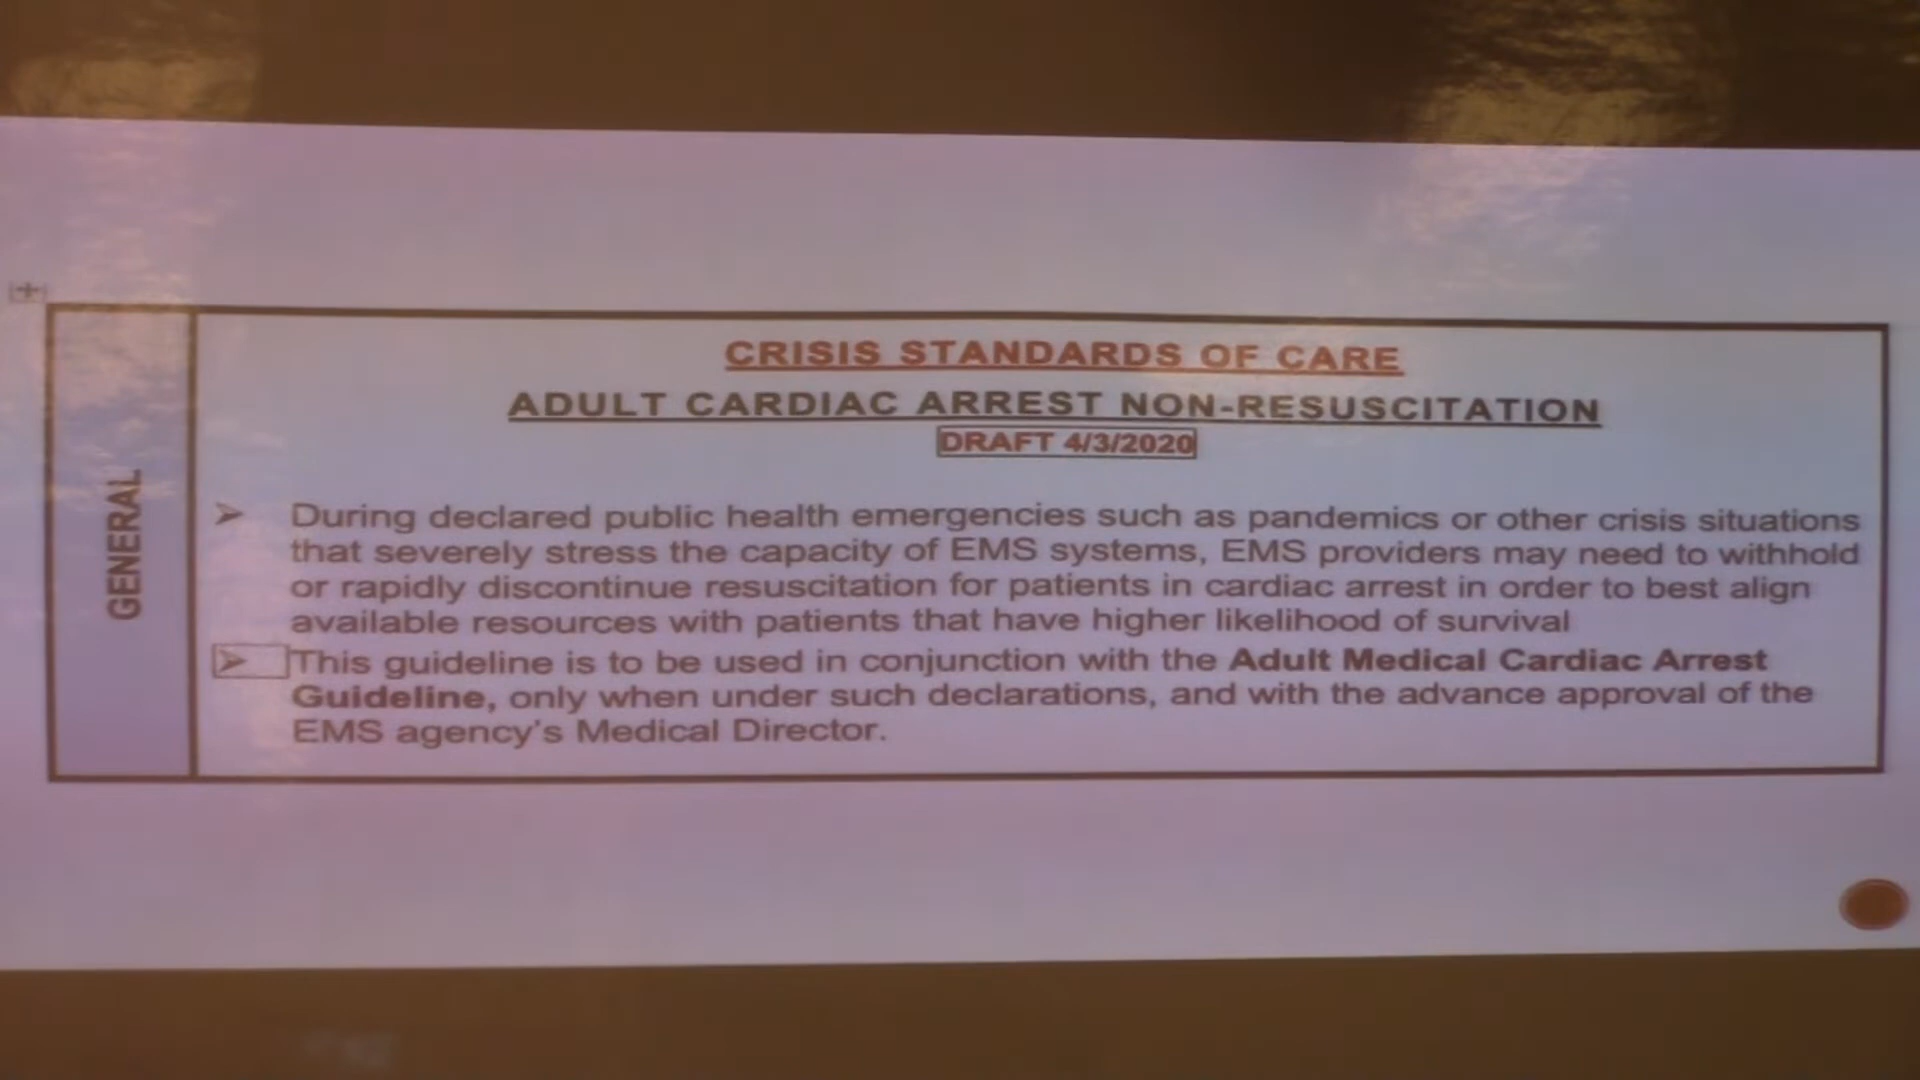 CRISIS STANDARDS OF CARE
ADULT CARDIAC ARREST NON-RESUSCITATION
DRAFT 4/3/2020
GENERAL
➤ During declared public health emergencies such as pandemics or other crisis situations
that severely stress the capacity of EMS systems, EMS providers may need to withhold
or rapidly discontinue resuscitation for patients in cardiac arrest in order to best align
available resources with patients that have higher likelihood of survival
➤ This guideline is to be used in conjunction with the Adult Medical Cardiac Arrest
Guideline, only when under such declarations, and with the advance approval of the
EMS agency's Medical Director.